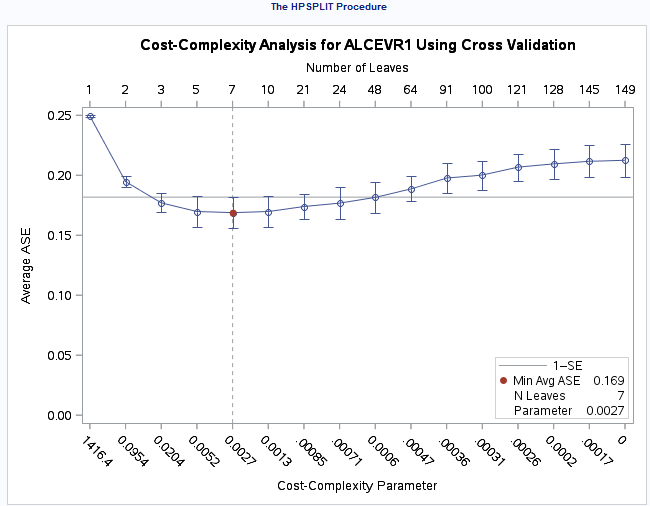 The HPSPLIT Procedure
Cost-Complexity Analysis for ALCEVR1 Using Cross Validation
Number of Leaves
1 2 3 5 7 10 21 24 48 64 91 100 121 128 145 149
0.25
0.20
0.15
0.10
0.05
0.00
Average ASE
1-SE
Min Avg ASE 0.169
N Leaves 7
Parameter 0.0027
1416.4 0.0954 0.0204 0.0052 0.0027 0.0013 .00085 .00071 0.0006 .00047 .00036 .00031 .00026 0.0002 .00017 0
Cost-Complexity Parameter